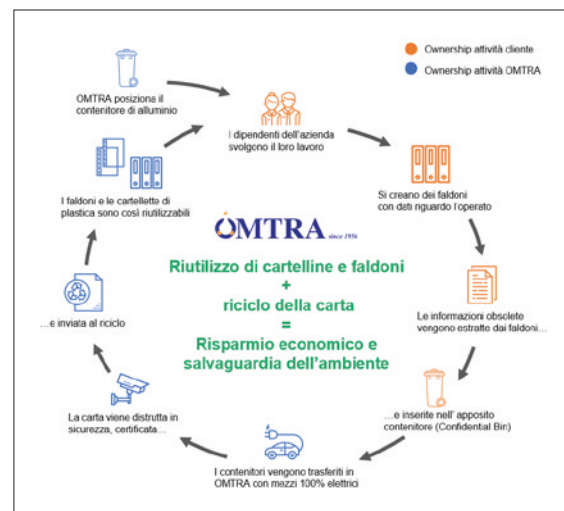 Ownership attività cliente
Ownership attività OMTRA
OMTRA posiziona il
contenitore di alluminio
I dipendenti dell'azienda
svolgono il loro lavoro
Si creano dei faldoni
con dati riguardo l'operato
Le informazioni obsolete
vengono estratte dai faldoni...
...e inserite nell' apposito
contenitore (Confidential Bin)
I contenitori vengono trasferiti in
OMTRA con mezzi 100% elettrici
La carta viene distrutta in
sicurezza, certificata...
...e inviata al riciclo
I faldoni e le cartellette di
plastica sono così riutilizzabili
OMTRA since 1956
Riutilizzo di cartelline e faldoni
+
riciclo della carta
=
Risparmio economico e
salvaguardia dell'ambiente